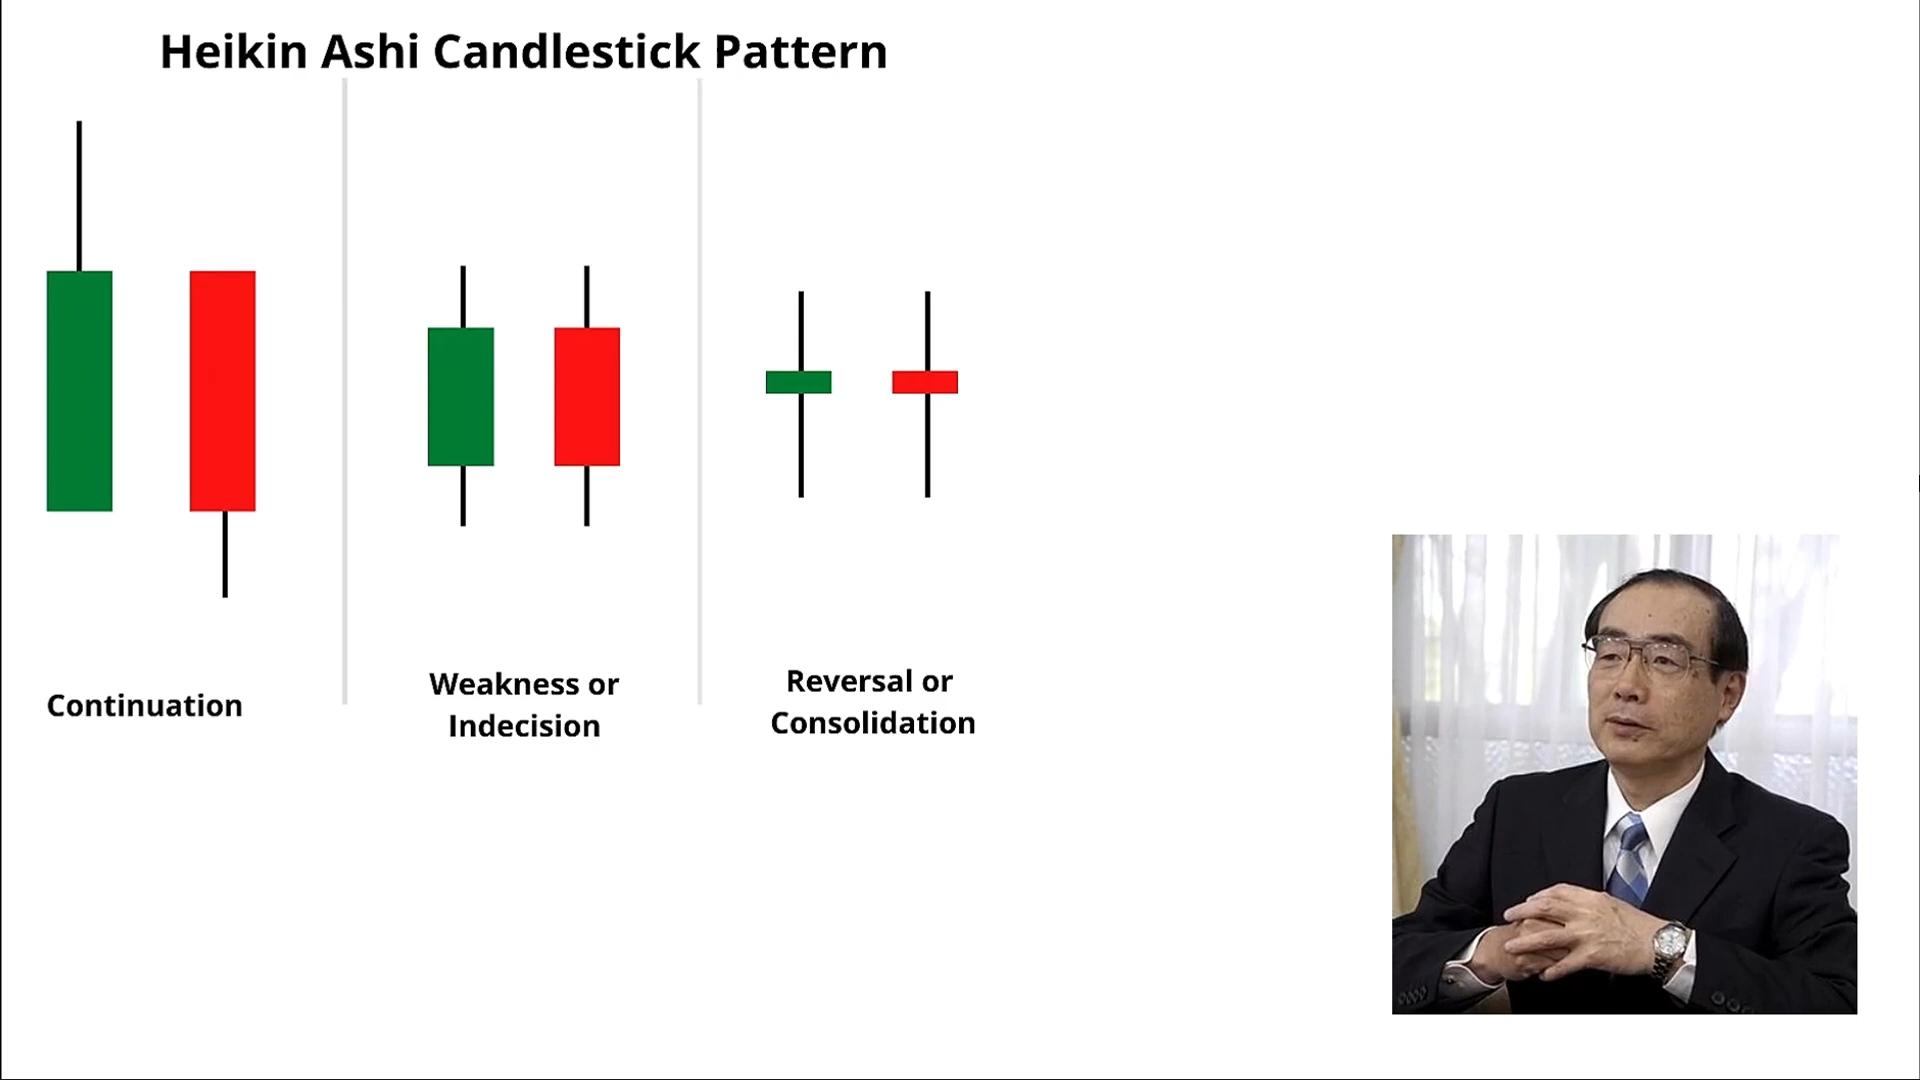 Heikin Ashi Candlestick Pattern
Continuation
Weakness or
Indecision
Reversal or
Consolidation